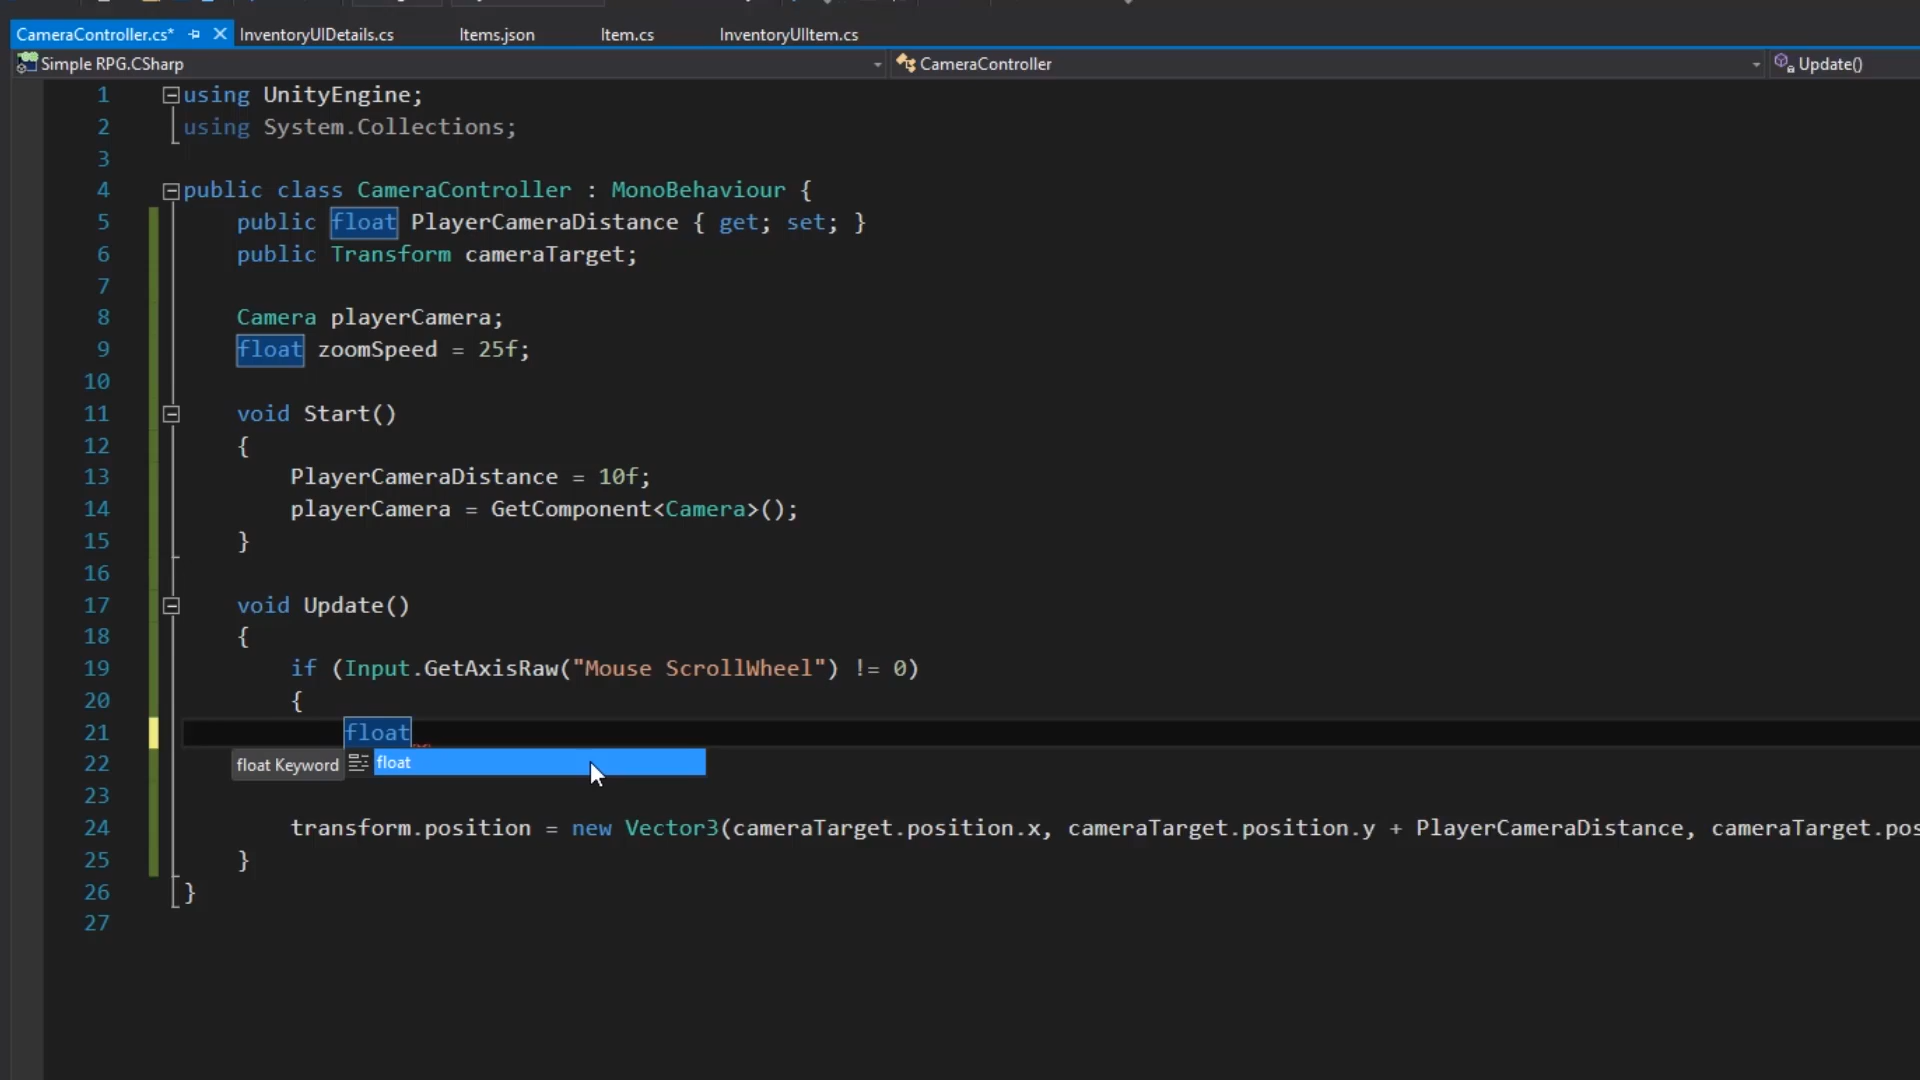 CameraController.cs* InventoryUIDetails.cs Items.json Item.cs InventoryUIItem.cs
Simple RPG.CSharp CameraController Update()
1 using UnityEngine;
2 using System.Collections;
3
4 public class CameraController : MonoBehaviour {
5 public float PlayerCameraDistance { get; set; }
6 public Transform cameraTarget;
7
8 Camera playerCamera;
9 float zoomSpeed = 25f;
10
11 void Start()
12 {
13 PlayerCameraDistance = 10f;
14 playerCamera = GetComponent<Camera>();
15 }
16
17 void Update()
18 {
19 if (Input.GetAxisRaw("Mouse ScrollWheel") != 0)
20 {
21 float
22 float Keyword float
23
24 transform.position = new Vector3(cameraTarget.position.x, cameraTarget.position.y + PlayerCameraDistance, cameraTarget.pos
25 }
26 }
27